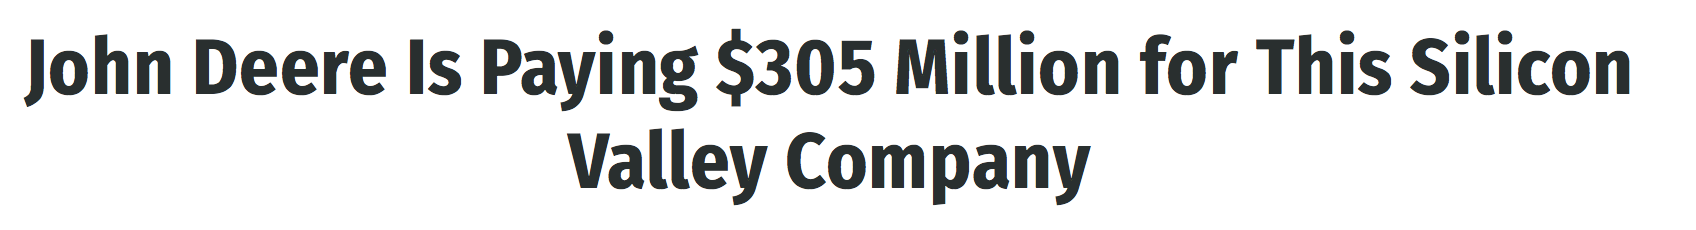 John Deere Is Paying $305 Million for This Silicon
Valley Company